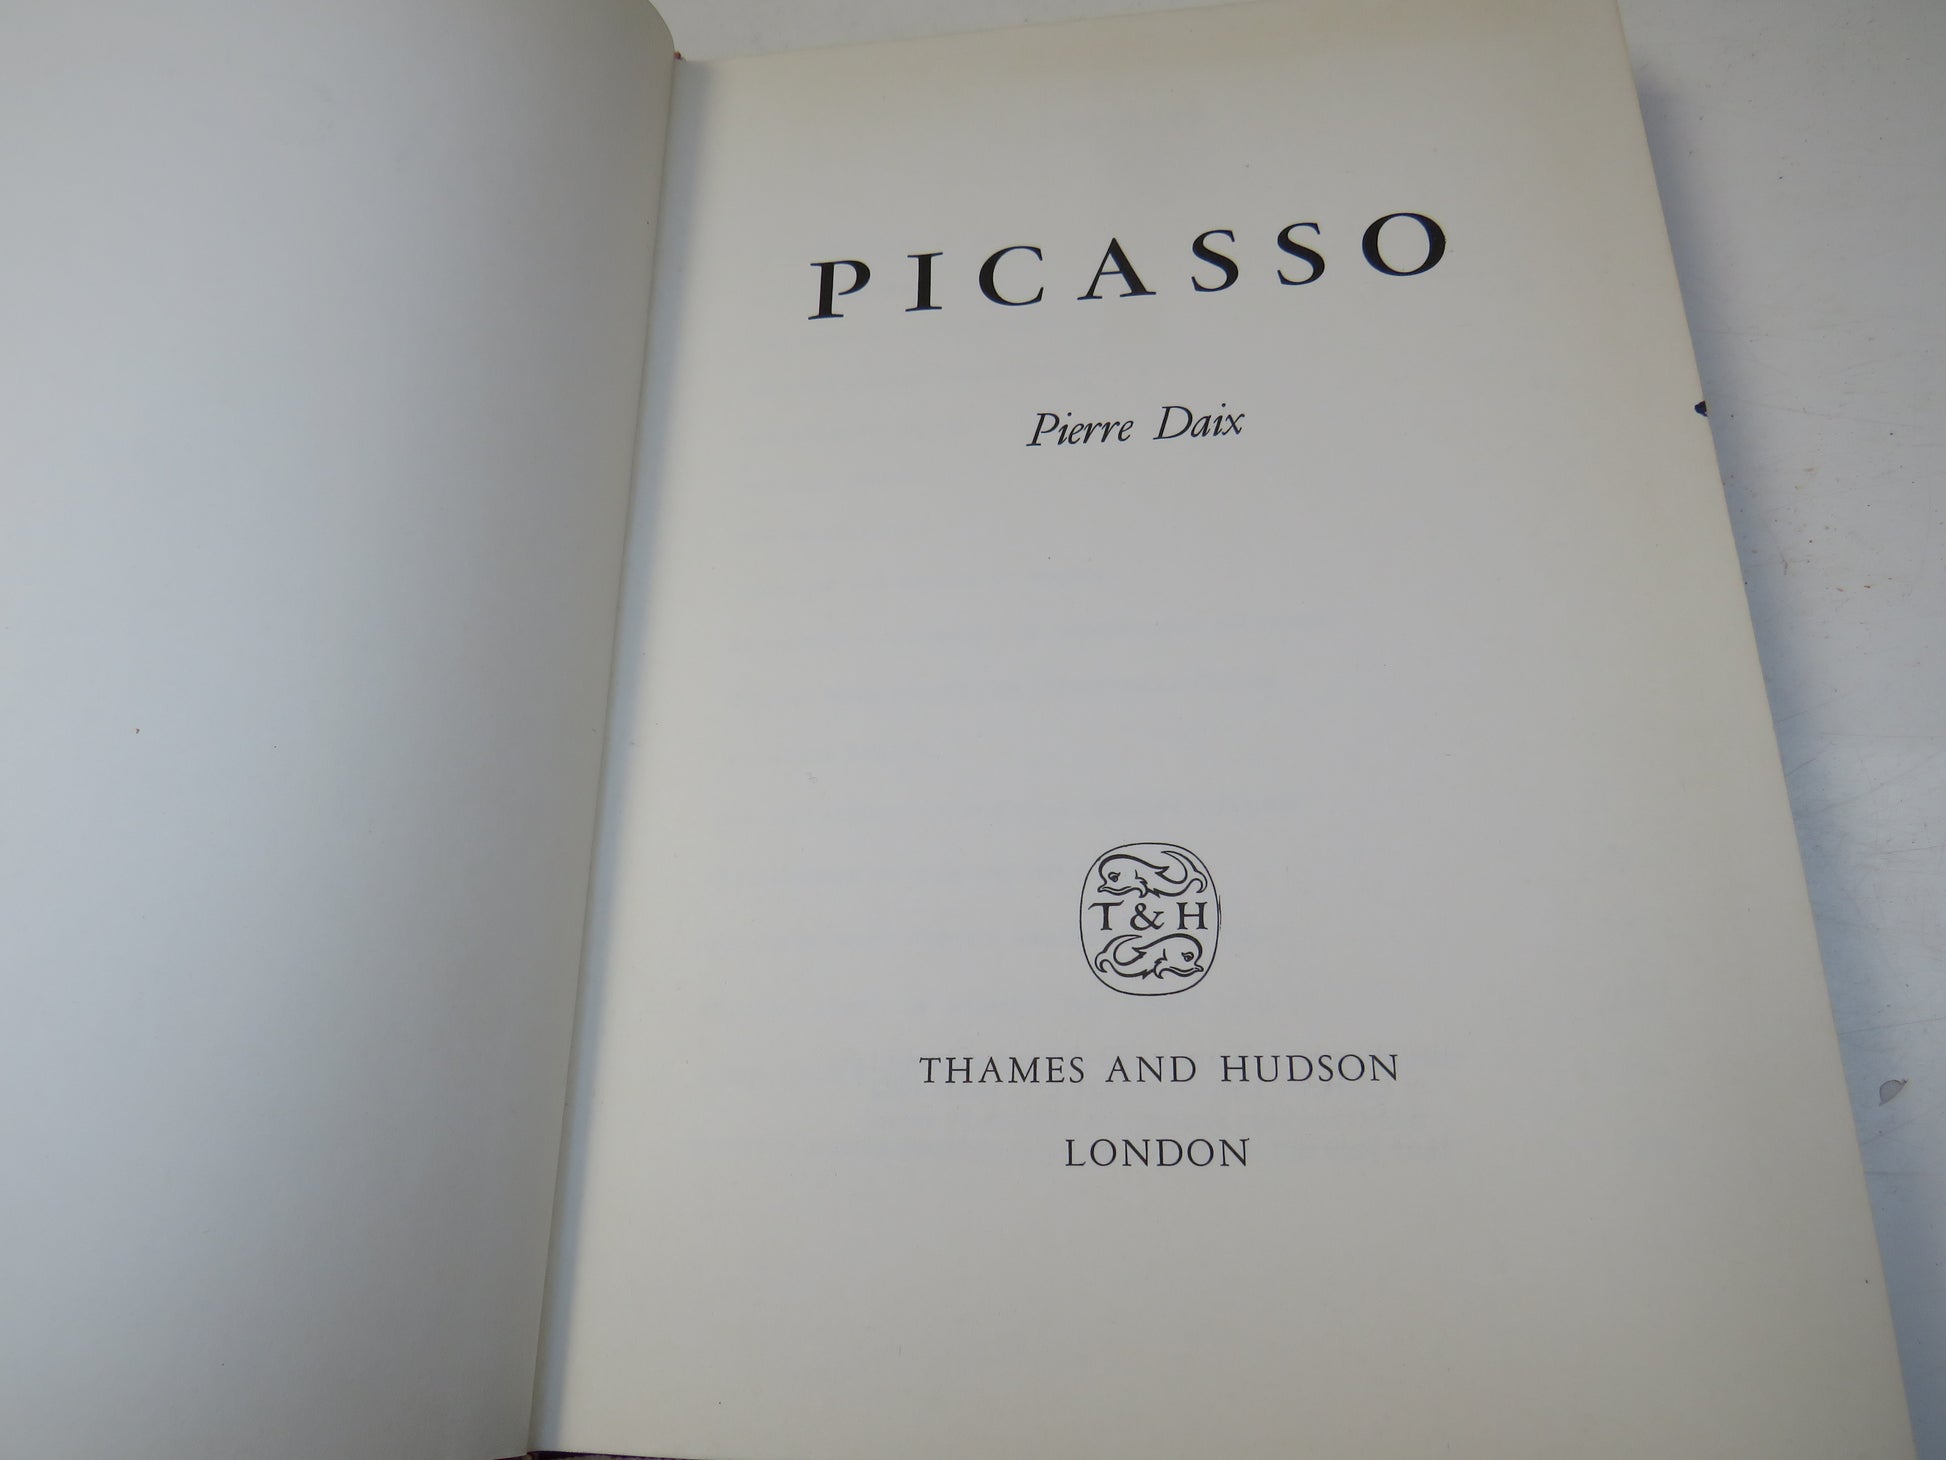 PICASSO
Pierre Daix
T & H
THAMES AND HUDSON
LONDON